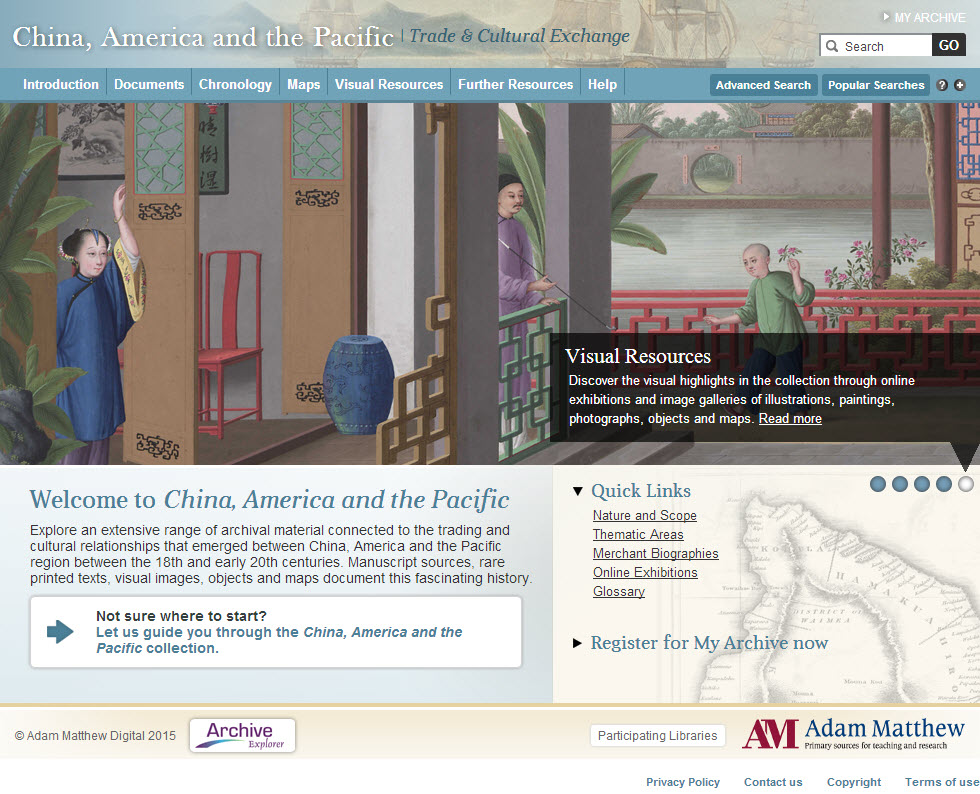 China, America and the Pacific | Trade & Cultural Exchange
MY ARCHIVE
Search
GO
Introduction
Documents
Chronology
Maps
Visual Resources
Further Resources
Help
Advanced Search
Popular Searches
?
Visual Resources
Discover the visual highlights in the collection through online
exhibitions and image galleries of illustrations, paintings,
photographs, objects and maps. Read more
Welcome to China, America and the Pacific
Explore an extensive range of archival material connected to the trading and
cultural relationships that emerged between China, America and the Pacific
region between the 18th and early 20th centuries. Manuscript sources, rare
printed texts, visual images, objects and maps document this fascinating history.
Not sure where to start?
Let us guide you through the China, America and the
Pacific collection.
Quick Links
Nature and Scope
Thematic Areas
Merchant Biographies
Online Exhibitions
Glossary
Register for My Archive now
KOHALA
HAMAKUA
DISTRICT OF
WAIMEA
© Adam Matthew Digital 2015
Archive
Explorer
Participating Libraries
AM
Adam Matthew
Primary sources for teaching and research
Privacy Policy
Contact us
Copyright
Terms of use